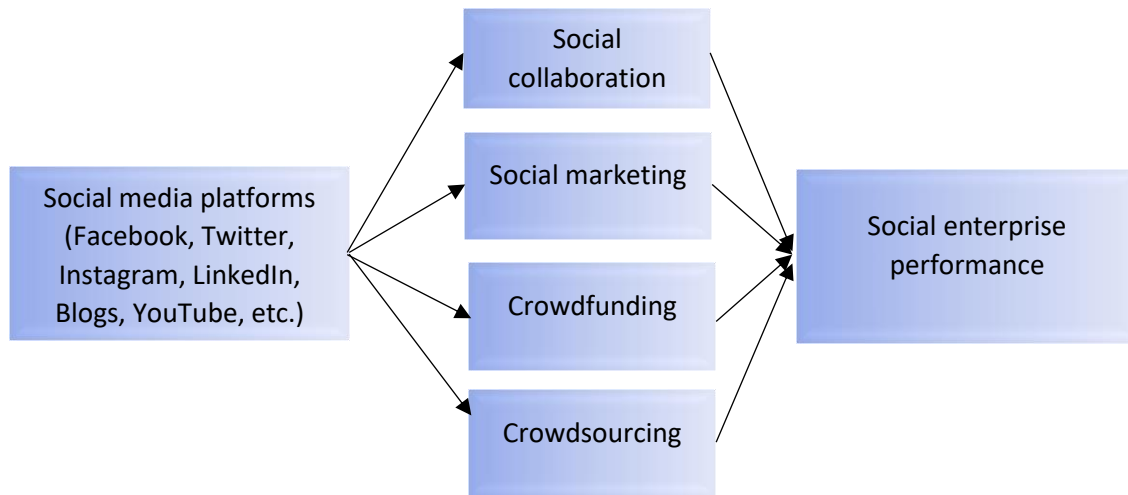 Social media platforms
(Facebook, Twitter,
Instagram, LinkedIn,
Blogs, YouTube, etc.)
Social
collaboration
Social marketing
Crowdfunding
Crowdsourcing
Social enterprise
performance